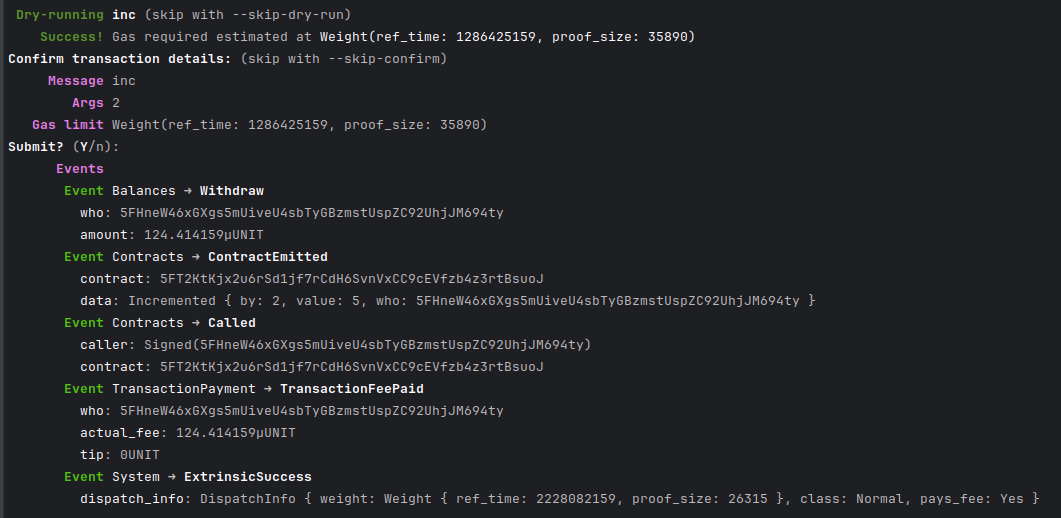 Dry-running inc (skip with --skip-dry-run)
Success! Gas required estimated at Weight(ref_time: 1286425159, proof_size: 35890)
Confirm transaction details: (skip with --skip-confirm)
Message inc
Args 2
Gas limit Weight(ref_time: 1286425159, proof_size: 35890)
Submit? (Y/n):
Events
Event Balances → Withdraw
who: 5FHneW46xGXgs5mUiveU4sbTyGBzmstUspZC92UhjJM694ty
amount: 124.414159µUNIT
Event Contracts → ContractEmitted
contract: 5FT2KtKjx2u6rSd1jf7rCdH6SvnVxCC9cEVfzb4z3rtBsuoJ
data: Incremented { by: 2, value: 5, who: 5FHneW46xGXgs5mUiveU4sbTyGBzmstUspZC92UhjJM694ty }
Event Contracts → Called
caller: Signed(5FHneW46xGXgs5mUiveU4sbTyGBzmstUspZC92UhjJM694ty)
contract: 5FT2KtKjx2u6rSd1jf7rCdH6SvnVxCC9cEVfzb4z3rtBsuoJ
Event TransactionPayment → TransactionFeePaid
who: 5FHneW46xGXgs5mUiveU4sbTyGBzmstUspZC92UhjJM694ty
actual_fee: 124.414159µUNIT
tip: 0UNIT
Event System → ExtrinsicSuccess
dispatch_info: DispatchInfo { weight: Weight { ref_time: 2228082159, proof_size: 26315 }, class: Normal, pays_fee: Yes }